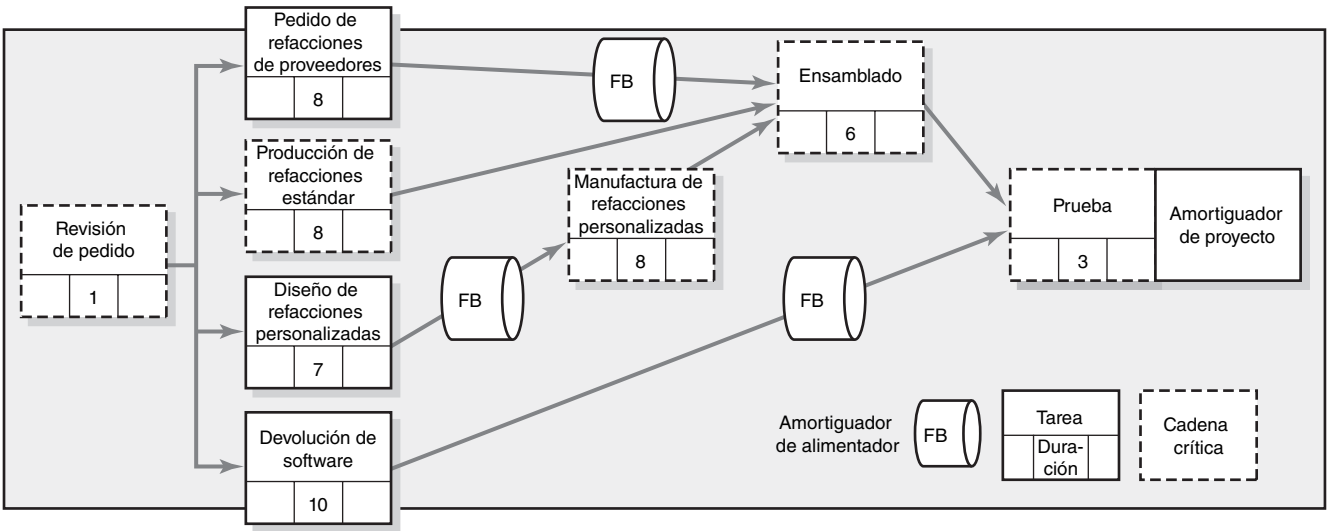 Pedido de
refacciones
de proveedores
8
FB
Ensamblado
6
Producción de
refacciones
estándar
8
Manufactura de
refacciones
personalizadas
8
Revisión
de pedido
1
Prueba
3
Amortiguador
de proyecto
Diseño de
refacciones
personalizadas
7
FB
FB
Devolución de
software
10
Amortiguador
de alimentador
FB
Tarea
Dura-
ción
Cadena
crítica